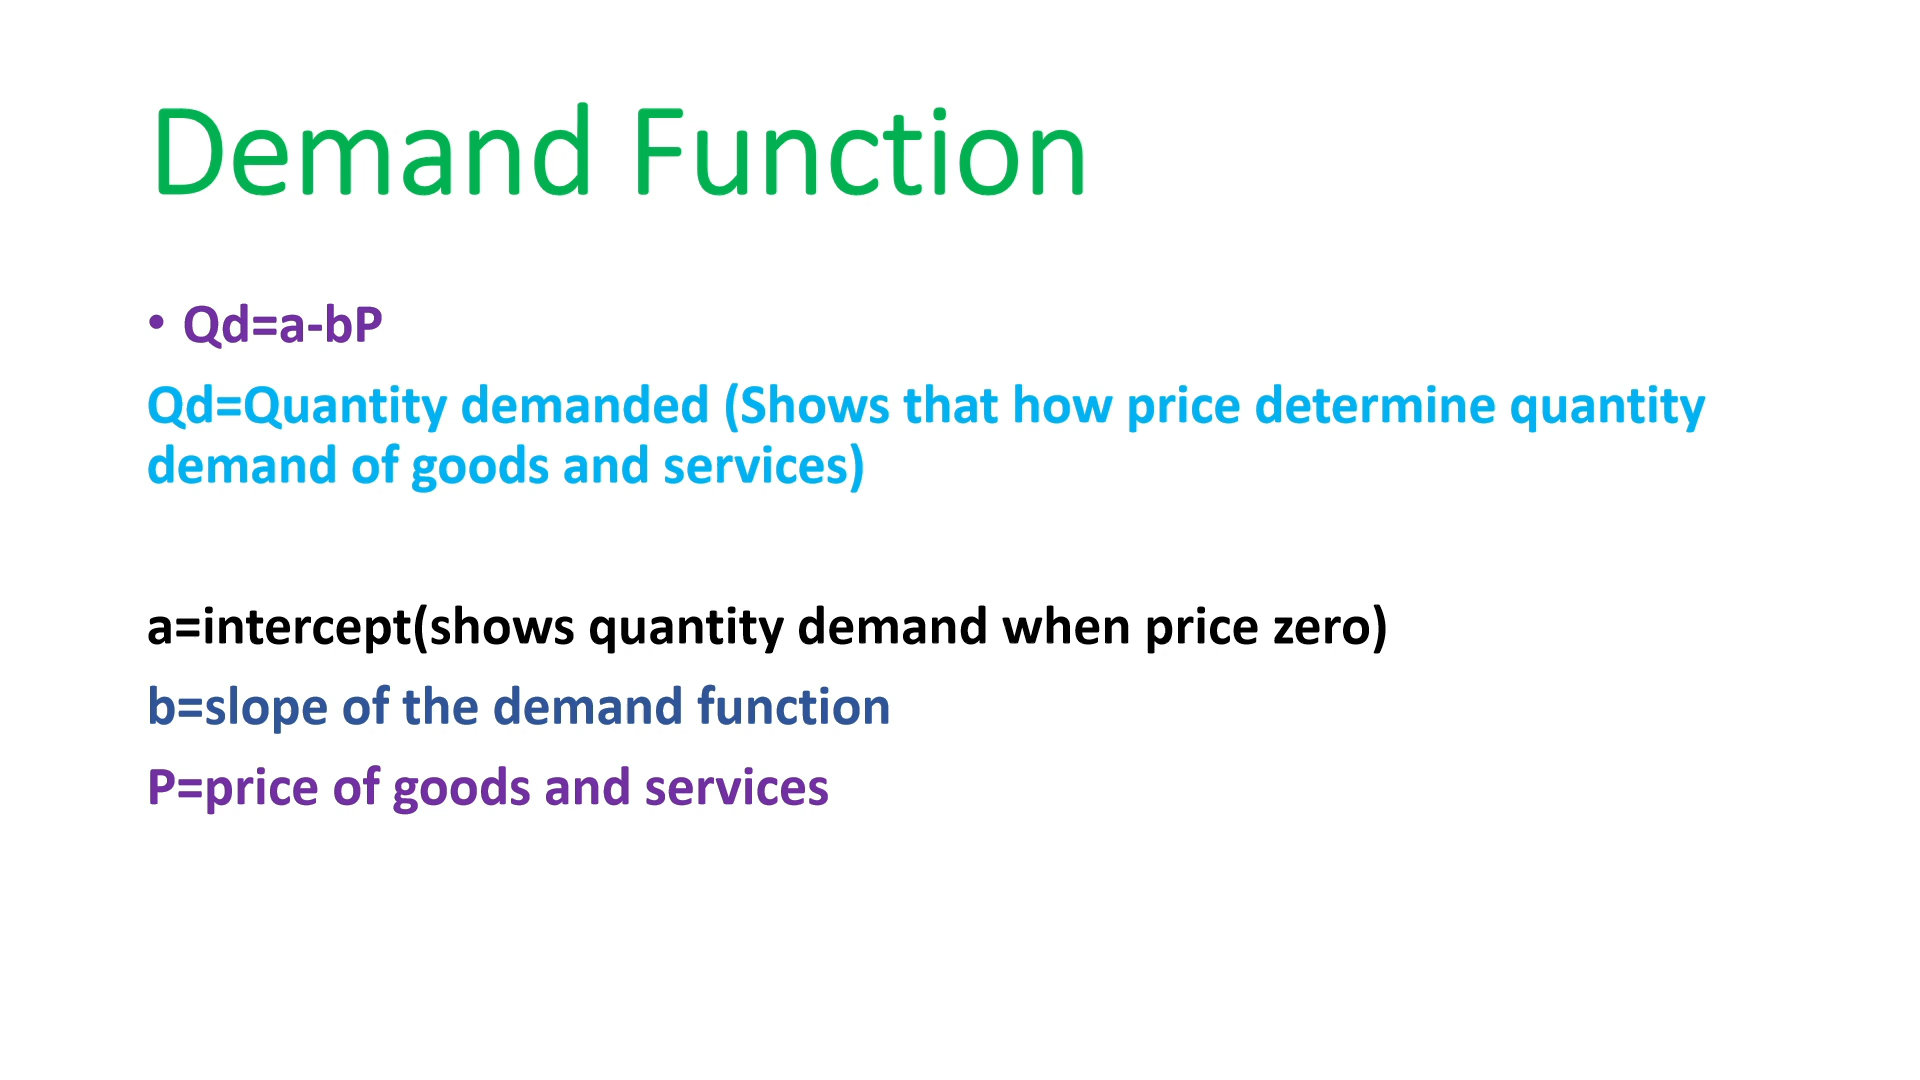 Demand Function
• Qd=a-bP
Qd=Quantity demanded (Shows that how price determine quantity
demand of goods and services)
a=intercept(shows quantity demand when price zero)
b=slope of the demand function
P=price of goods and services